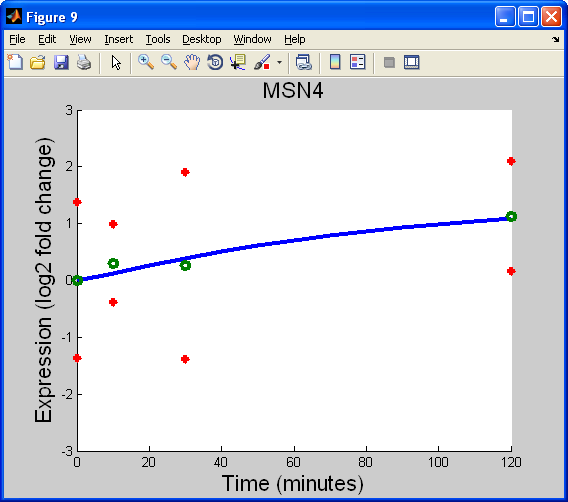 Figure 9
File Edit View Insert Tools Desktop Window Help
MSN4
3
2
1
0
-1
-2
-3
Expression (log2 fold change)
0 20 40 60 80 100 120
Time (minutes)